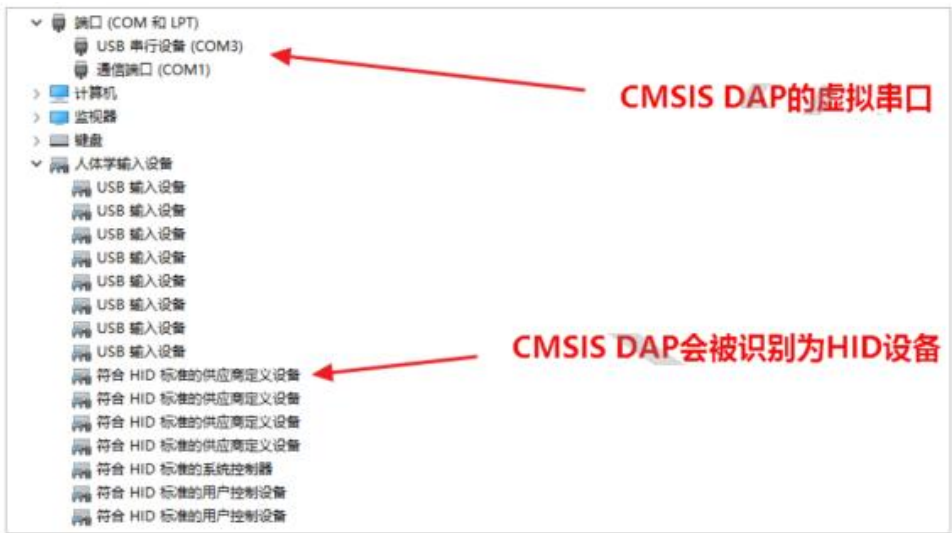 端口 (COM 和 LPT)
USB 串行设备 (COM3)
通信端口 (COM1)
计算机
监视器
键盘
人体学输入设备
USB 输入设备
USB 输入设备
USB 输入设备
USB 输入设备
USB 输入设备
USB 输入设备
USB 输入设备
USB 输入设备
符合 HID 标准的供应商定义设备
符合 HID 标准的供应商定义设备
符合 HID 标准的供应商定义设备
符合 HID 标准的供应商定义设备
符合 HID 标准的系统控制器
符合 HID 标准的用户控制设备
符合 HID 标准的用户控制设备
CMSIS DAP的虚拟串口
CMSIS DAP会被识别为HID设备